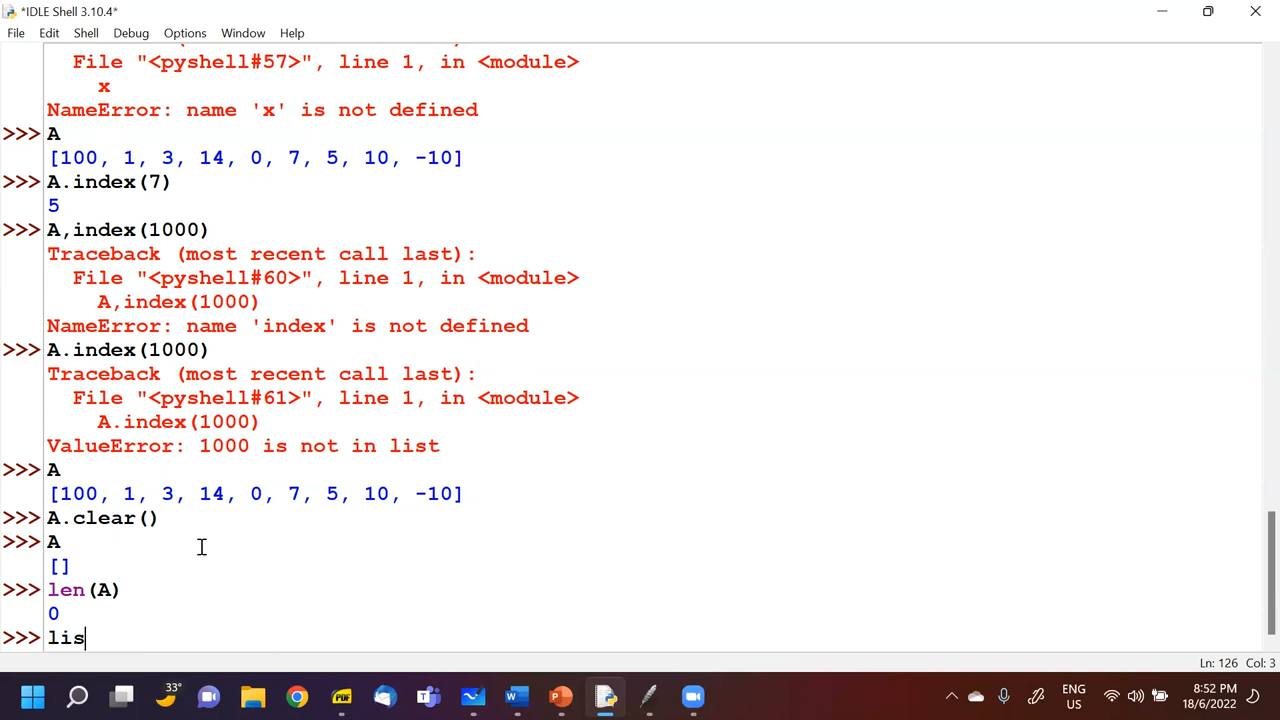 *IDLE Shell 3.10.4*
File Edit Shell Debug Options Window Help
File "<pyshell#57>", line 1, in <module>
x
NameError: name 'x' is not defined
>>> A
[100, 1, 3, 14, 0, 7, 5, 10, -10]
>>> A.index(7)
5
>>> A,index(1000)
Traceback (most recent call last):
File "<pyshell#60>", line 1, in <module>
A,index(1000)
NameError: name 'index' is not defined
>>> A.index(1000)
Traceback (most recent call last):
File "<pyshell#61>", line 1, in <module>
A.index(1000)
ValueError: 1000 is not in list
>>> A
[100, 1, 3, 14, 0, 7, 5, 10, -10]
>>> A.clear()
>>> A
[]
>>> len(A)
0
>>> lis
Ln: 126 Col: 3
33°
PDF
W
P
ENG
US
8:52 PM
18/6/2022